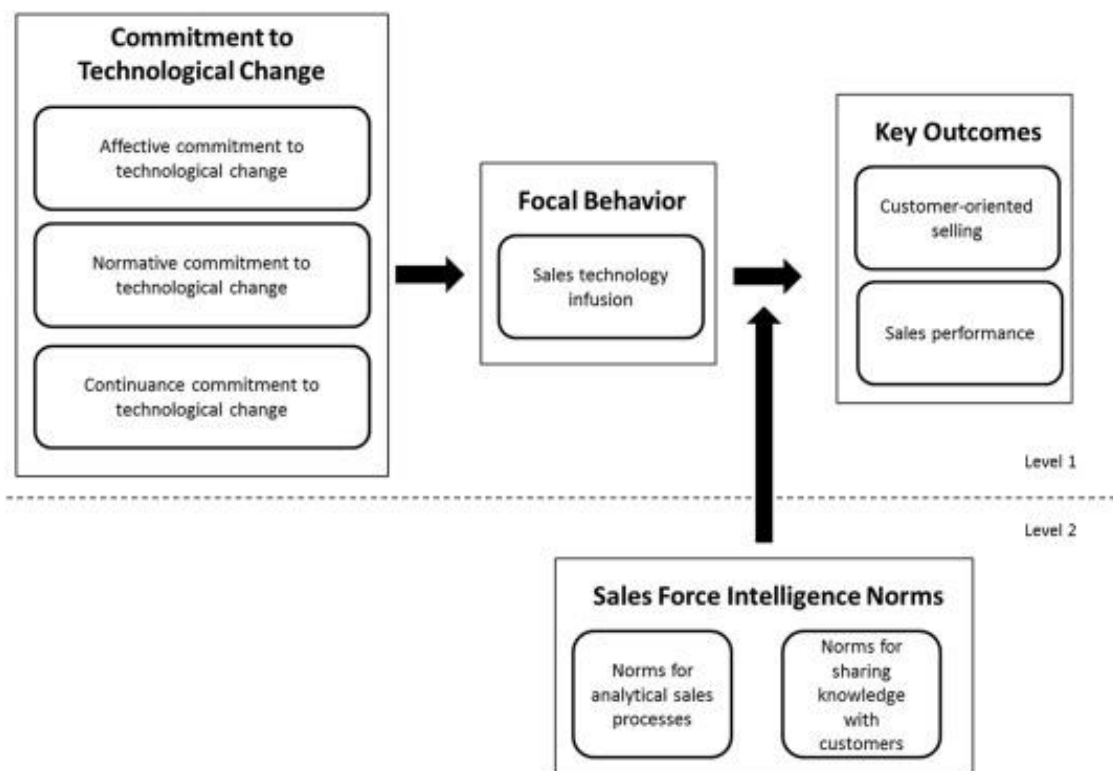 Commitment to
Technological Change
Affective commitment to
technological change
Normative commitment to
technological change
Continuance commitment to
technological change
Focal Behavior
Sales technology
infusion
Key Outcomes
Customer-oriented
selling
Sales performance
Level 1
Level 2
Sales Force Intelligence Norms
Norms for
analytical sales
processes
Norms for
sharing
knowledge
with
customers